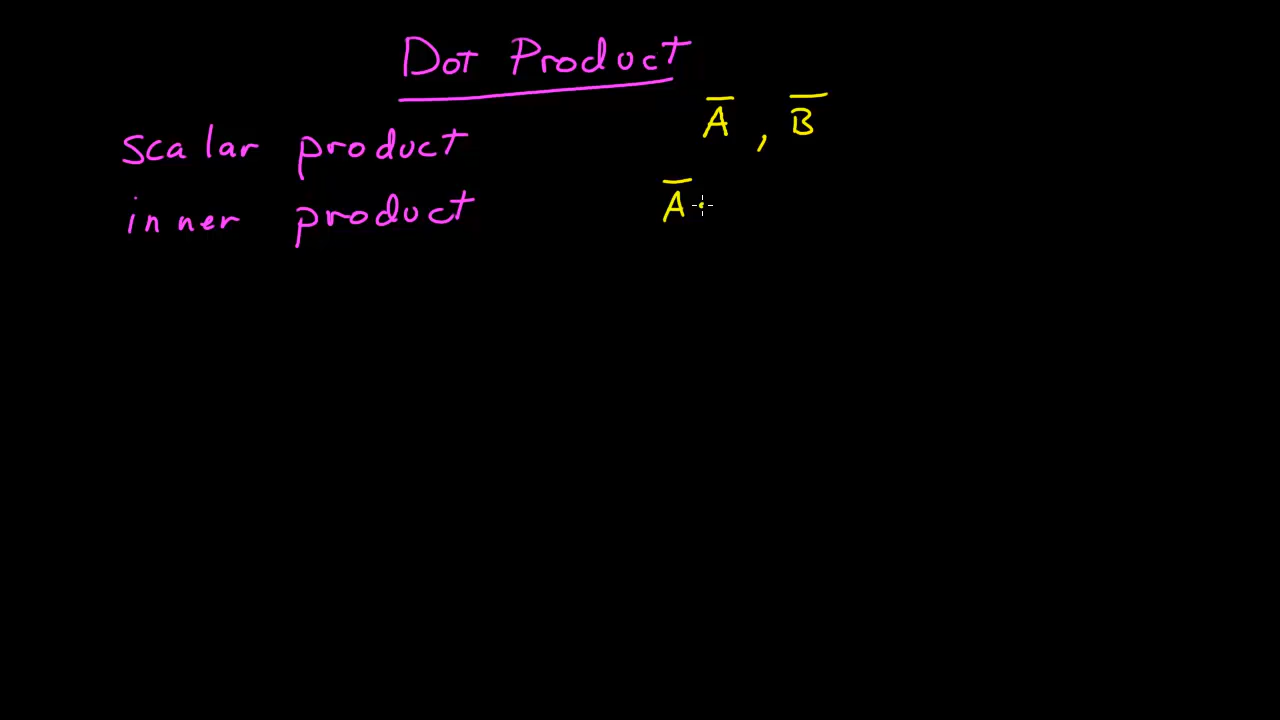 Dot Product
scalar product
inner product
A̅ , B̅
A̅ ·